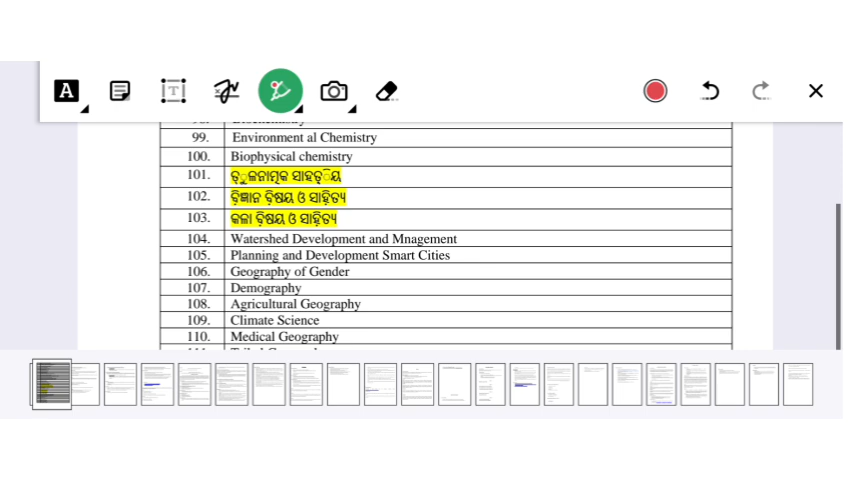 A
T
99. Environment al Chemistry
100. Biophysical chemistry
101. ତ୍ୁଳନାତ୍ମକ ସାହତ୍ିୟ
102. ବିଜ୍ଞାନ ବିଷୟ ଓ ସାହିତ୍ୟ
103. କଳା ବିଷୟ ଓ ସାହିତ୍ୟ
104. Watershed Development and Mnagement
105. Planning and Development Smart Cities
106. Geography of Gender
107. Demography
108. Agricultural Geography
109. Climate Science
110. Medical Geography